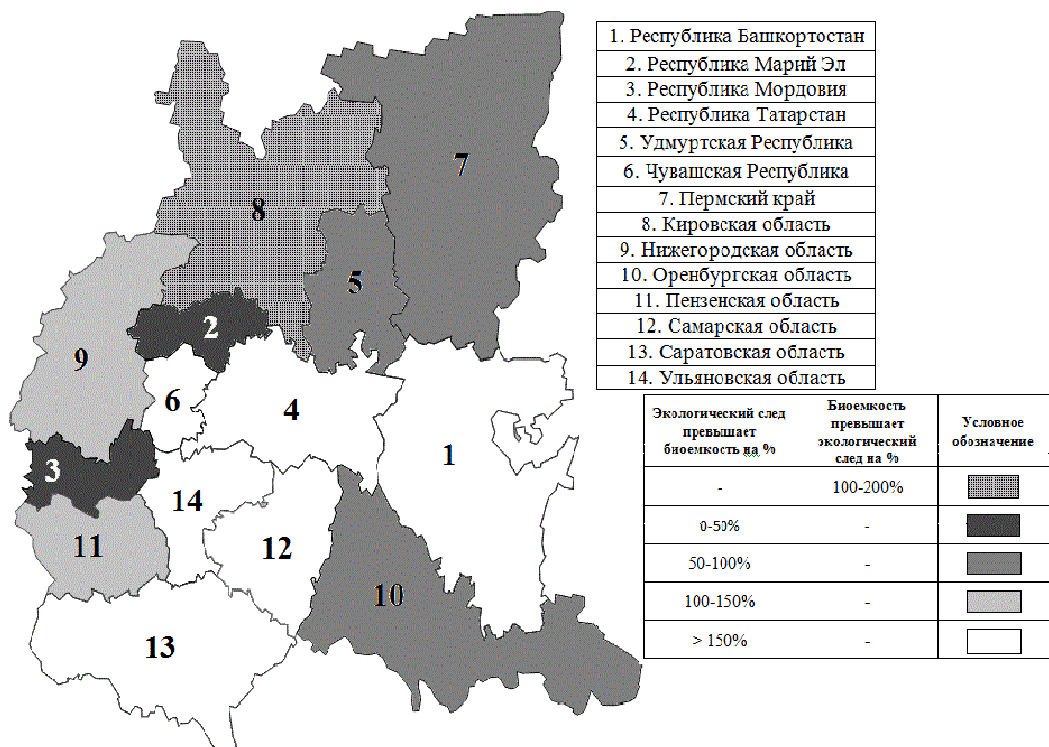 1. Республика Башкортостан
2. Республика Марий Эл
3. Республика Мордовия
4. Республика Татарстан
5. Удмуртская Республика
6. Чувашская Республика
7. Пермский край
8. Кировская область
9. Нижегородская область
10. Оренбургская область
11. Пензенская область
12. Самарская область
13. Саратовская область
14. Ульяновская область
Экологический след
превышает
биоемкость на %
Биоемкость
превышает
экологический
след на %
Условное
обозначение
- 100-200%
0-50% -
50-100% -
100-150% -
> 150% -
7
8
5
2
9
6
4
1
3
14
12
11
10
13